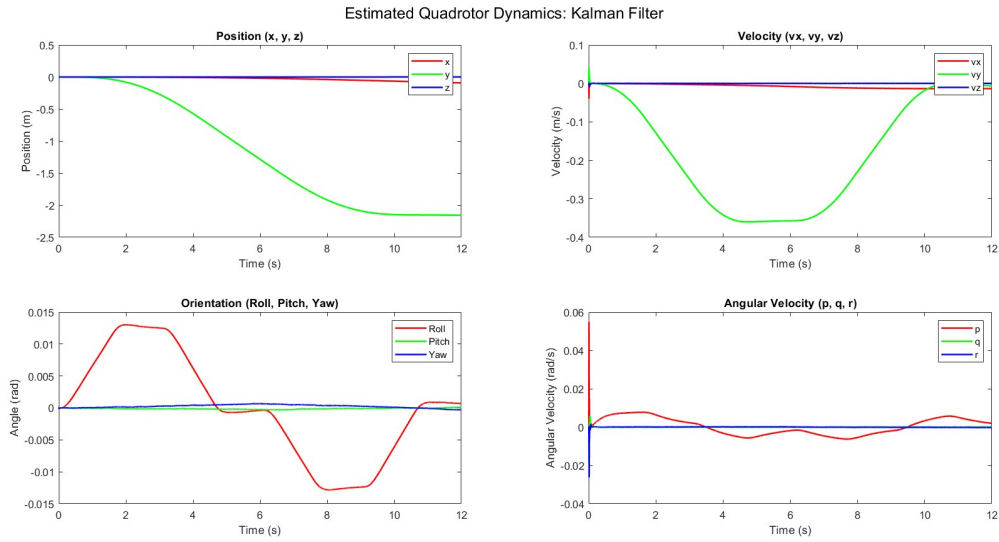 Estimated Quadrotor Dynamics: Kalman Filter
Position (x, y, z)
0.5
0
-0.5
-1
-1.5
-2
-2.5
Position (m)
0 2 4 6 8 10 12
Time (s)
x
y
z
Velocity (vx, vy, vz)
0.1
0
-0.1
-0.2
-0.3
-0.4
Velocity (m/s)
0 2 4 6 8 10 12
Time (s)
vx
vy
vz
Orientation (Roll, Pitch, Yaw)
0.015
0.01
0.005
0
-0.005
-0.01
-0.015
Angle (rad)
0 2 4 6 8 10 12
Time (s)
Roll
Pitch
Yaw
Angular Velocity (p, q, r)
0.06
0.04
0.02
0
-0.02
-0.04
Angular Velocity (rad/s)
0 2 4 6 8 10 12
Time (s)
p
q
r